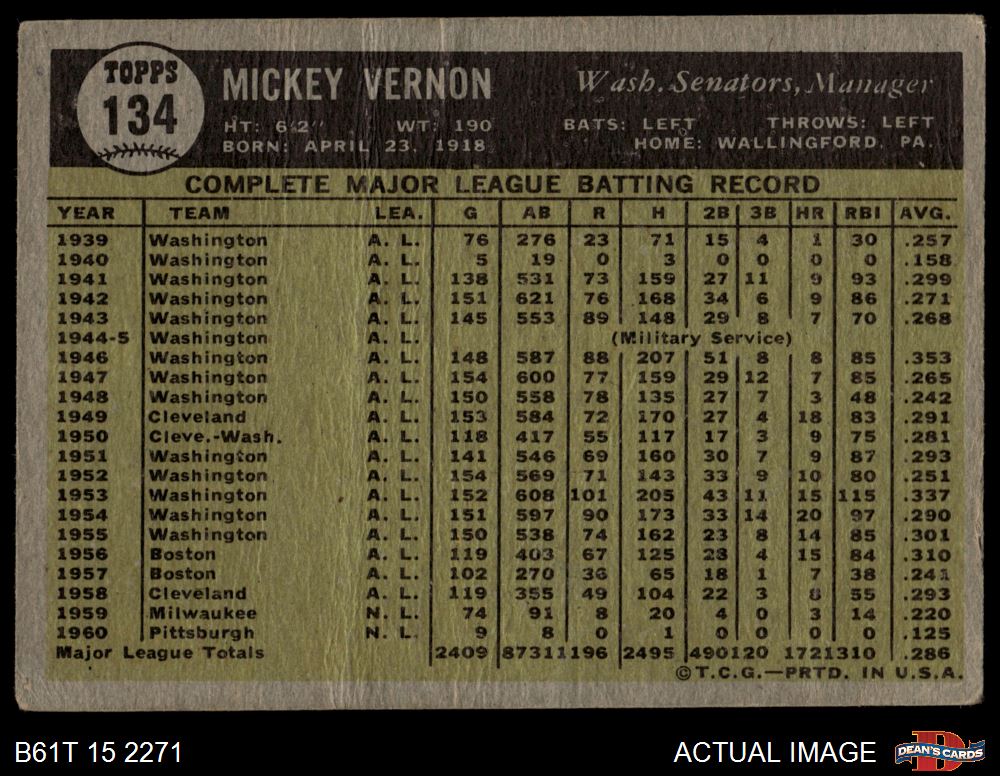 TOPPS
134
MICKEY VERNON Wash. Senators, Manager
HT: 6'2" WT: 190 BATS: LEFT THROWS: LEFT
BORN: APRIL 23, 1918 HOME: WALLINGFORD, PA.
COMPLETE MAJOR LEAGUE BATTING RECORD
YEAR TEAM LEA. G AB R H 2B 3B HR RBI AVG.
1939 Washington A. L. 76 276 23 71 15 4 1 30 .257
1940 Washington A. L. 5 19 0 3 0 0 0 0 .158
1941 Washington A. L. 138 531 73 159 27 11 9 93 .299
1942 Washington A. L. 151 621 76 168 34 6 9 86 .271
1943 Washington A. L. 145 553 89 148 29 8 7 70 .268
1944-5 Washington A. L. (Military Service)
1946 Washington A. L. 148 587 88 207 51 8 8 85 .353
1947 Washington A. L. 154 600 77 159 29 12 7 85 .265
1948 Washington A. L. 150 558 78 135 27 7 3 48 .242
1949 Cleveland A. L. 153 584 72 170 27 4 18 83 .291
1950 Cleve.-Wash. A. L. 118 417 55 117 17 3 9 75 .281
1951 Washington A. L. 141 546 69 160 30 7 9 87 .293
1952 Washington A. L. 154 569 71 143 33 9 10 80 .251
1953 Washington A. L. 152 608 101 205 43 11 15 115 .337
1954 Washington A. L. 151 597 90 173 33 14 20 97 .290
1955 Washington A. L. 150 538 74 162 23 8 14 85 .301
1956 Boston A. L. 119 403 67 125 28 4 15 84 .310
1957 Boston A. L. 102 270 36 65 18 1 7 38 .241
1958 Cleveland A. L. 119 355 49 104 22 3 8 55 .293
1959 Milwaukee N. L. 74 91 8 20 4 0 3 14 .220
1960 Pittsburgh N. L. 9 8 0 1 0 0 0 0 .125
Major League Totals 2409 8731 1196 2495 490 120 172 1310 .286
©T.C.G.—PRTD. IN U.S.A.
B61T 15 2271 ACTUAL IMAGE DEAN'S CARDS